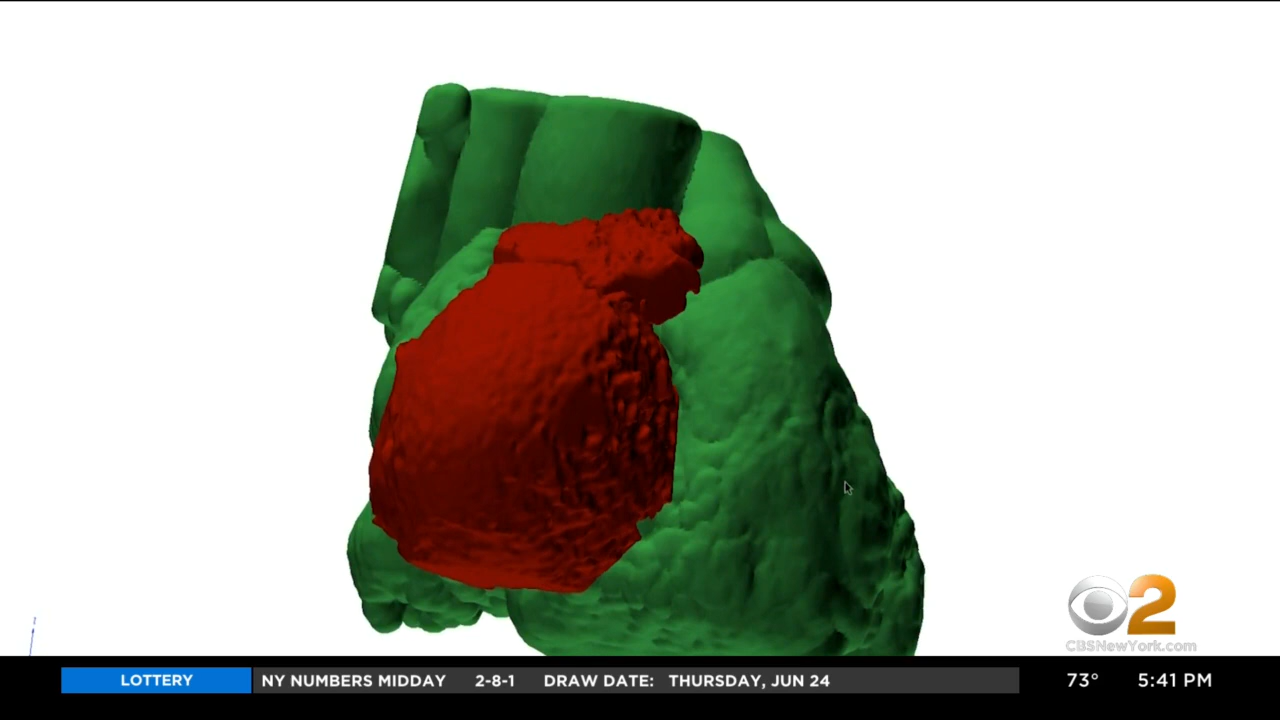 2
CBSNewYork.com
LOTTERY NY NUMBERS MIDDAY 2-8-1 DRAW DATE: THURSDAY, JUN 24 73° 5:41 PM